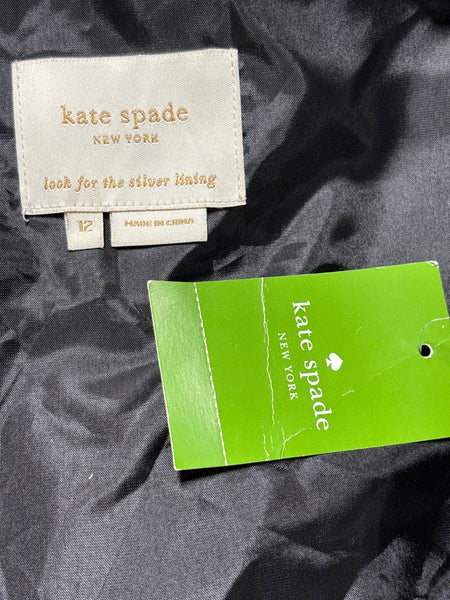 kate spade
NEW YORK
look for the silver lining
12
MADE IN CHINA
kate spade
NEW YORK